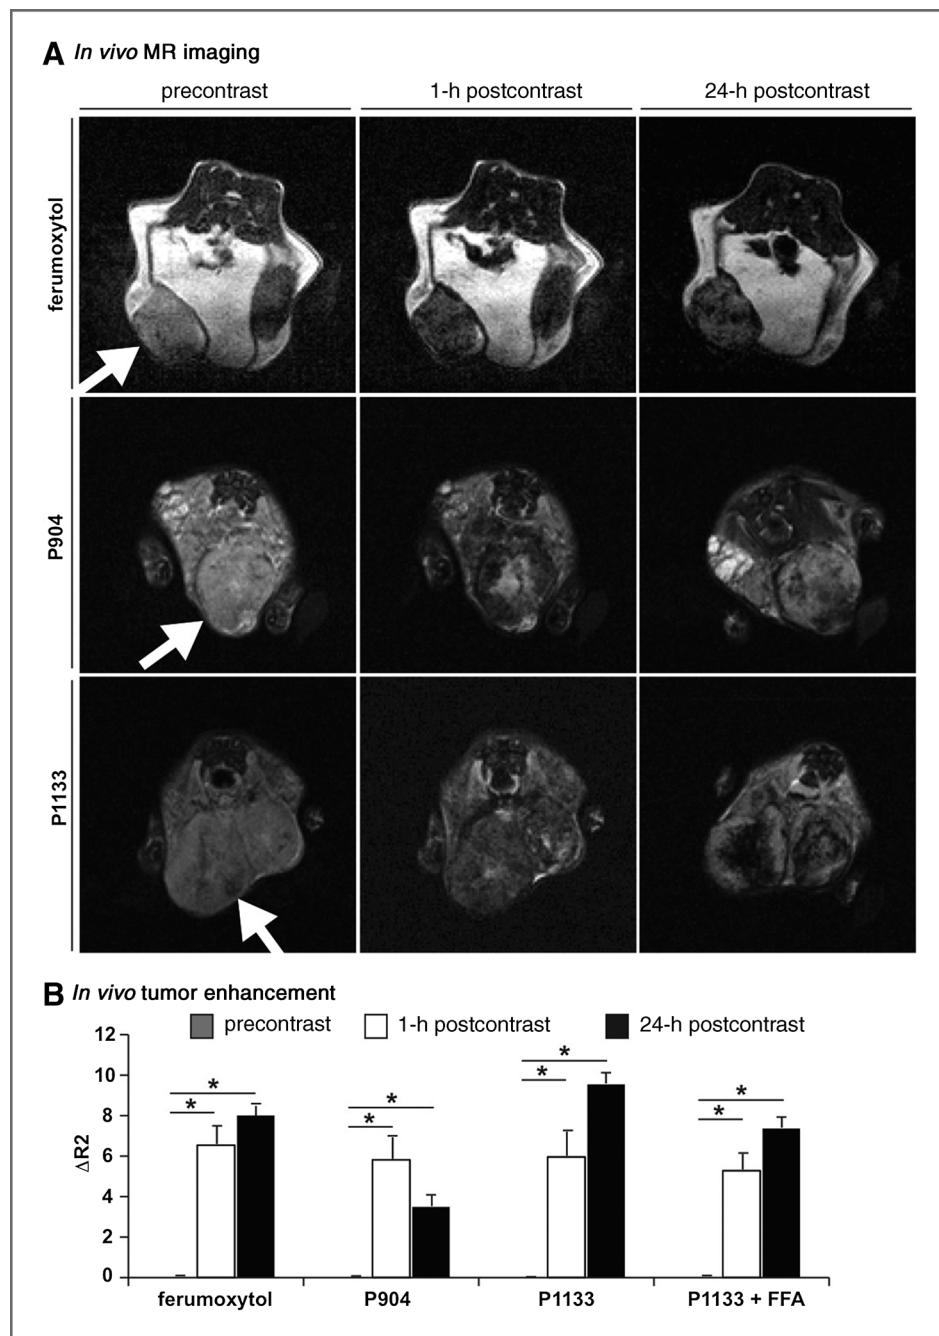 A In vivo MR imaging
precontrast 1-h postcontrast 24-h postcontrast
ferumoxytol
P904
P1133
B In vivo tumor enhancement
precontrast 1-h postcontrast 24-h postcontrast
ΔR2
12
10
8
6
4
2
0
* * * * * * * *
ferumoxytol P904 P1133 P1133 + FFA